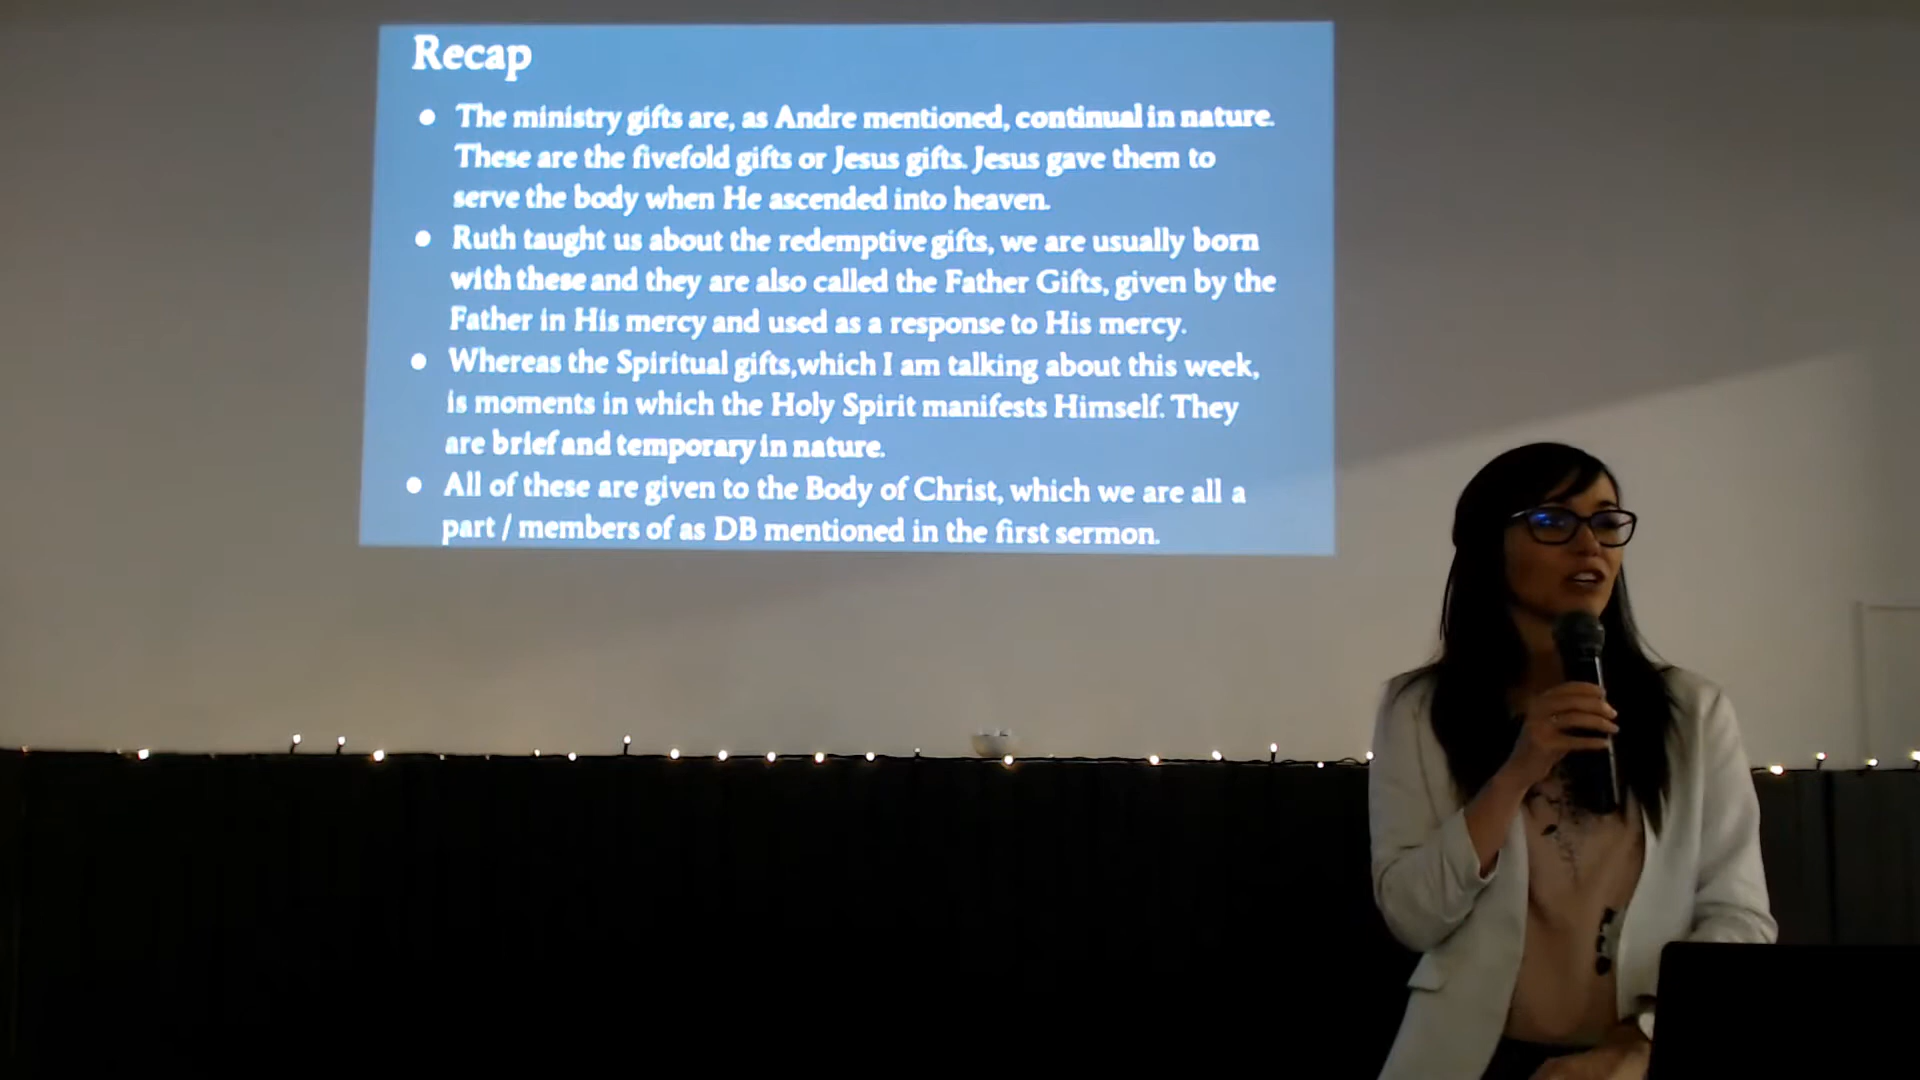 Recap
● The ministry gifts are, as Andre mentioned, continual in nature.
These are the fivefold gifts or Jesus gifts. Jesus gave them to
serve the body when He ascended into heaven.
● Ruth taught us about the redemptive gifts, we are usually born
with these and they are also called the Father Gifts, given by the
Father in His mercy and used as a response to His mercy.
● Whereas the Spiritual gifts,which I am talking about this week,
is moments in which the Holy Spirit manifests Himself. They
are brief and temporary in nature.
● All of these are given to the Body of Christ, which we are all a
part / members of as DB mentioned in the first sermon.